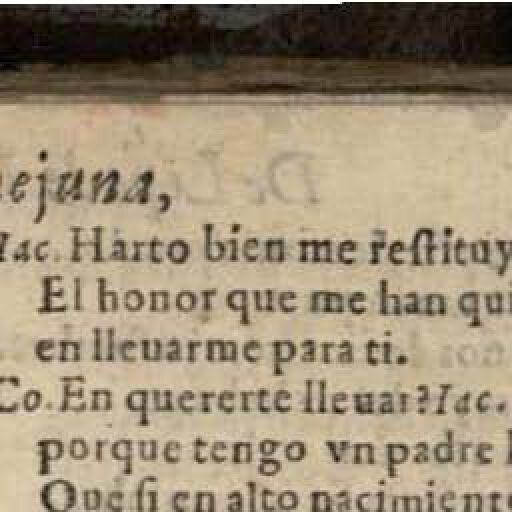 ejuna,
Iac. Harto bien me restituy
El honor que me han qui
en lleuarme para ti.
Co. En quererte lleuar? Iac.
porque tengo vn padre
Que si en alto nacimient